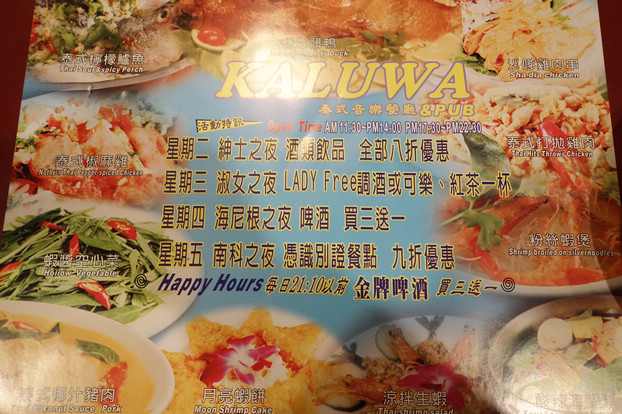 泰式檸檬鱸魚
Thai Sour&spicy Perch
沙嗲雞肉串
Sha dia chicken
KALUWA
泰式音樂餐廳 &PUB
活動特訊
Open Time AM11:30-PM14:00 PM17:30-PM22:00
泰式椒麻雞
泰式打拋雞肉
Thai Hit Throws Chicken
星期二 紳士之夜 酒類飲品 全部八折優惠
星期三 淑女之夜 LADY Free調酒或可樂、紅茶一杯
星期四 海尼根之夜 啤酒 買三送一
星期五 南科之夜 憑識別證餐點 九折優惠
Happy Hours 每日21:10以前 金牌啤酒 買三送一
蝦醬空心菜
Hollow Vegetable
粉絲蝦煲
Shrimp broiled on silvernoodles
泰式椰汁豬肉
Coconut Sauce Pork
月亮蝦餅
Moon Shrimp Cake
涼拌生蝦
Thai shrimp salad